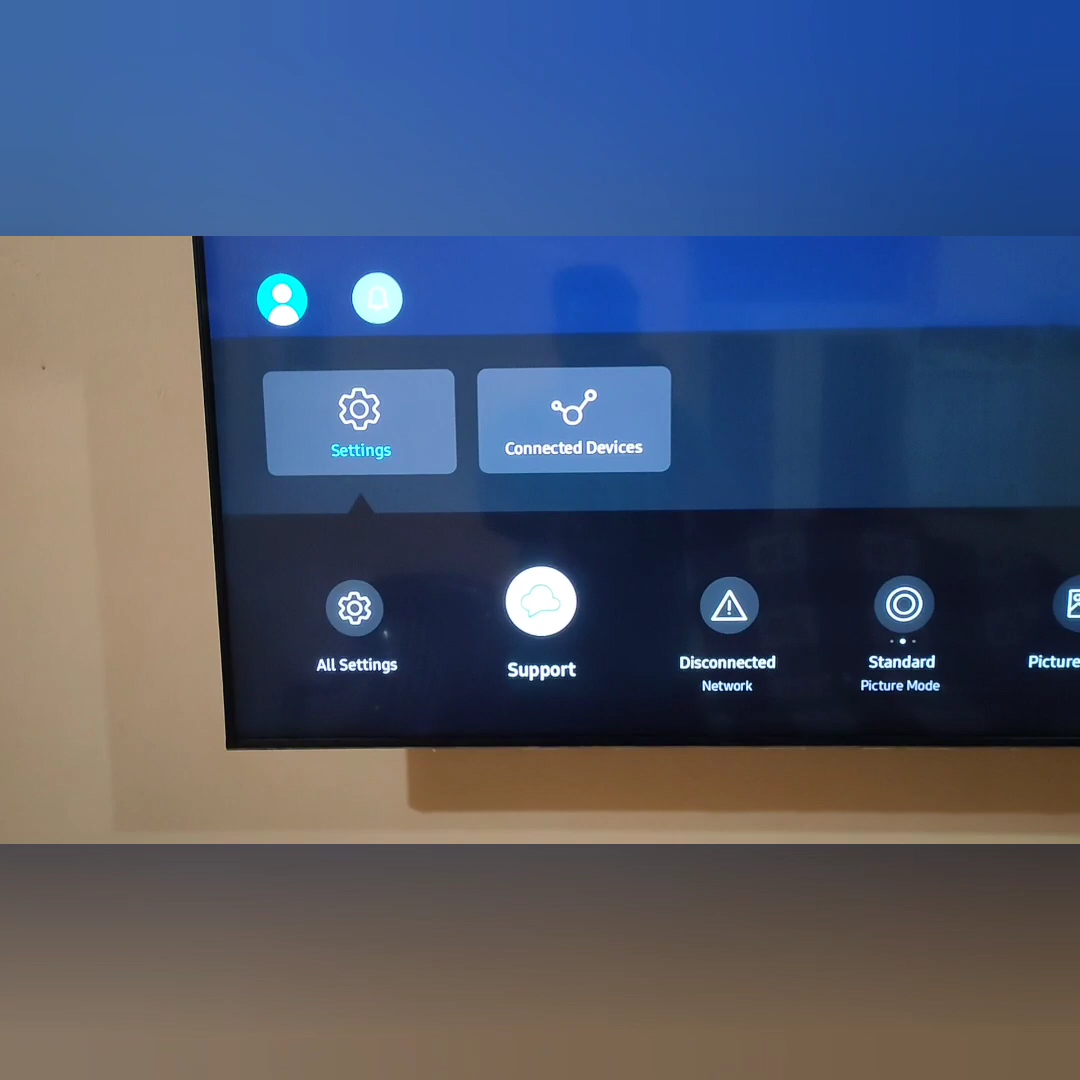 Settings
Connected Devices
All Settings
Support
Disconnected
Network
Standard
Picture Mode
Picture